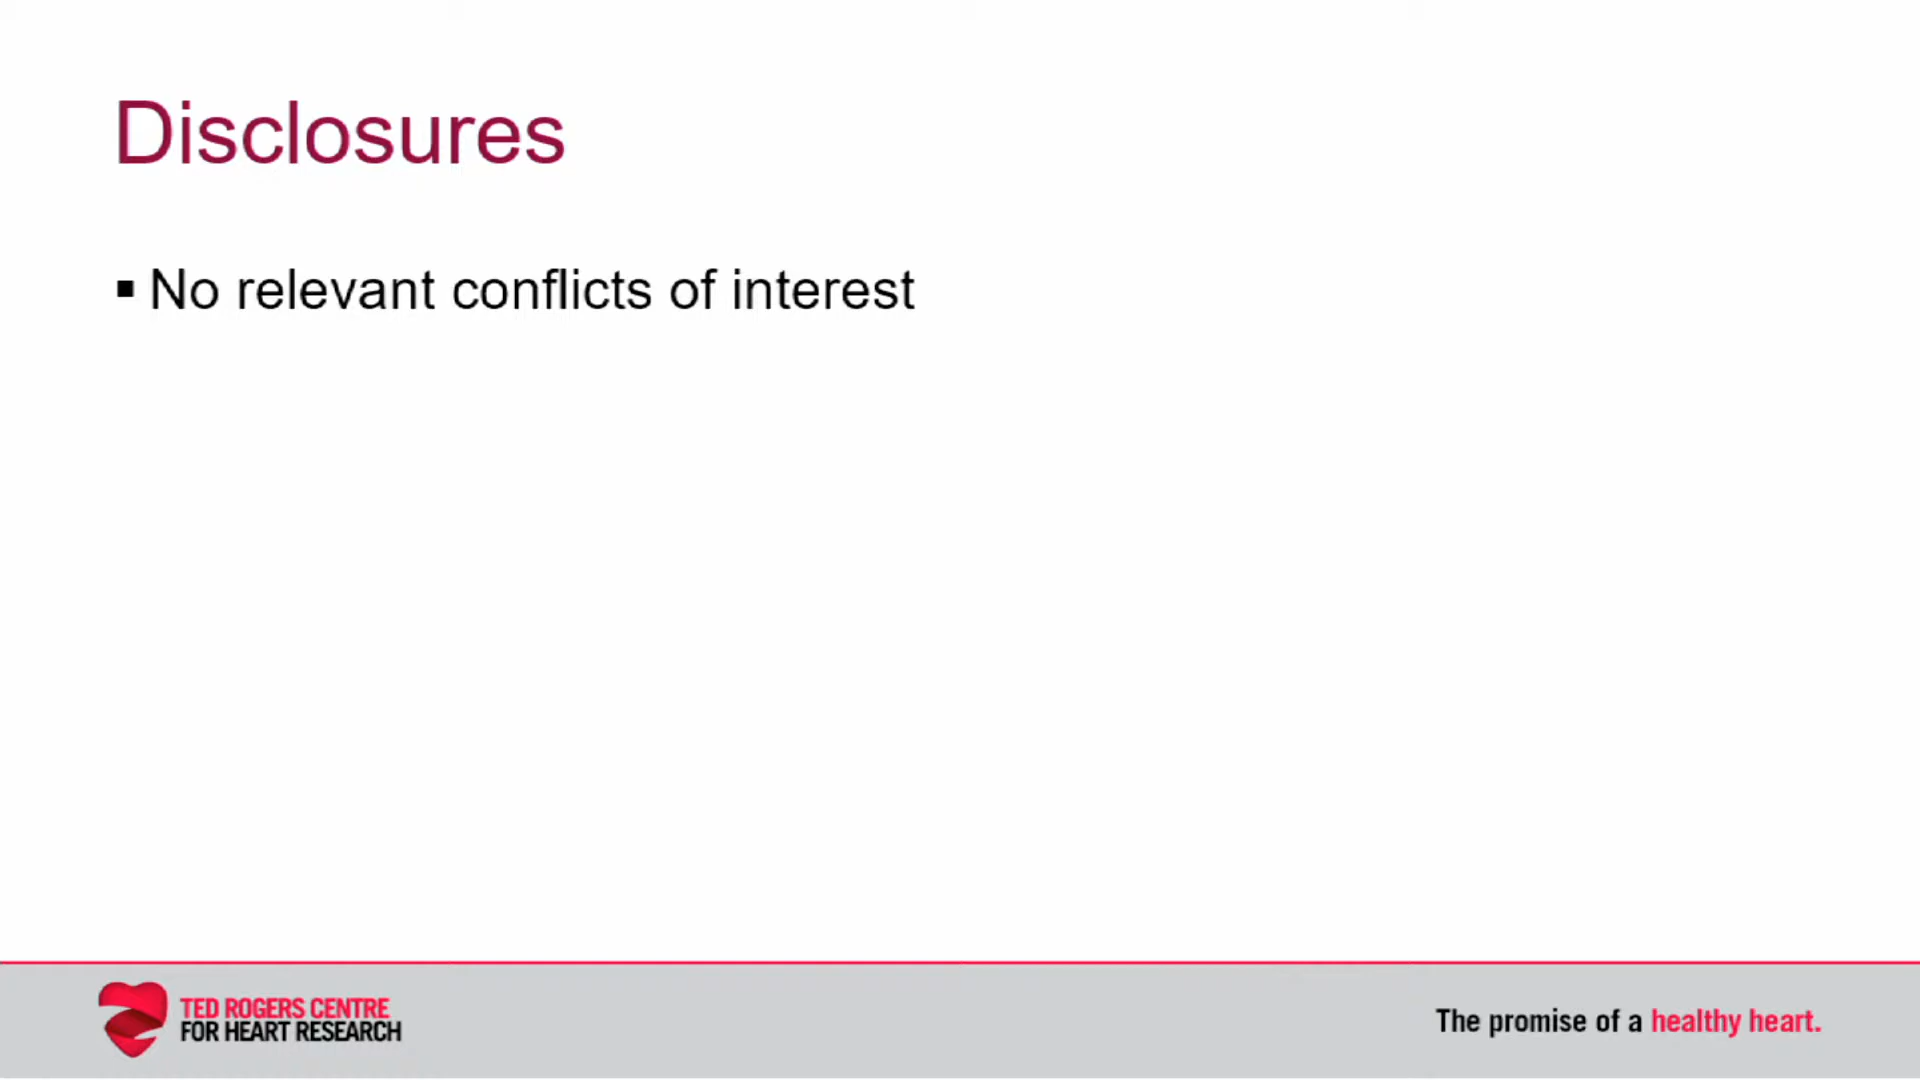 Disclosures
▪ No relevant conflicts of interest
TED ROGERS CENTRE
FOR HEART RESEARCH
The promise of a healthy heart.